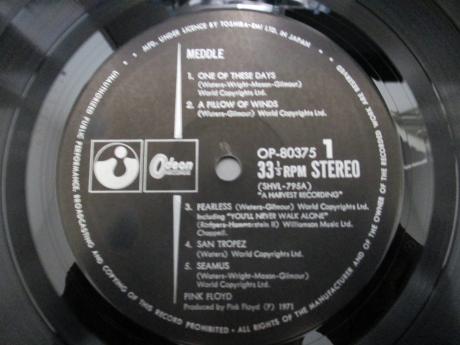 MFG. UNDER LICENCE BY TOSHIBA-EMI LTD. IN JAPAN
MEDDLE
1. ONE OF THESE DAYS
(Waters-Wright-Mason-Gilmour)
World Copyrights Ltd.
2. A PILLOW OF WINDS
(Waters-Gilmour) World Copyrights Ltd.
Odeon
OP-80375 1
33⅓RPM STEREO
(SHVL-795A)
"A HARVEST RECORDING"
3. FEARLESS (Waters-Gilmour) World Copyrights Ltd.
Including "YOU'LL NEVER WALK ALONE"
(Rodgers-Hammerstein II) Williamson Music Ltd.
Chappell.
4. SAN TROPEZ
(Waters) World Copyrights Ltd.
5. SEAMUS
(Waters-Wright-Mason-Gilmour)
World Copyrights Ltd.
PINK FLOYD
Produced by Pink Floyd (P) 1971
UNAUTHORIZED PUBLIC PERFORMANCE, BROADCASTING AND COPYING OF THIS RECORD PROHIBITED • ALL RIGHTS OF THE MANUFACTURER AND OF THE OWNER OF THE RECORDED WORK ARE RESERVED